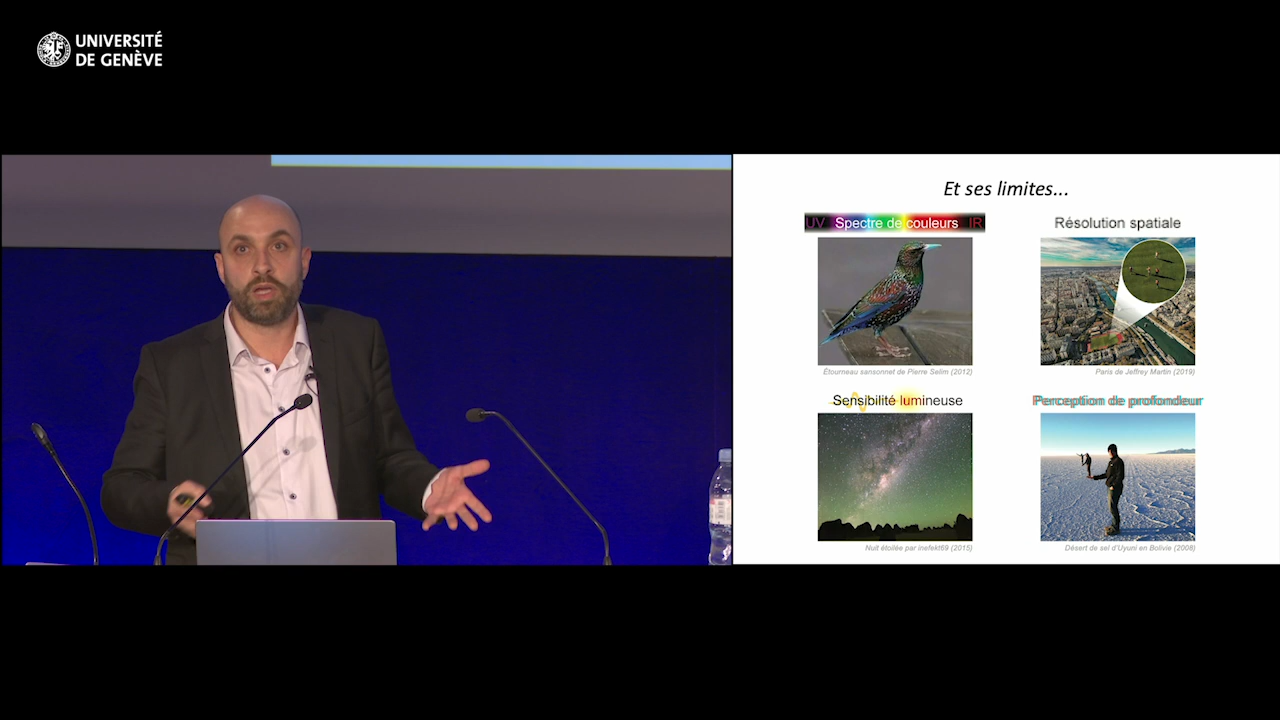 UNIVERSITÉ
DE GENÈVE
Et ses limites...
UV Spectre de couleurs IR
Résolution spatiale
Étourneau sansonnet de Pierre Selim (2012)
Paris de Jeffrey Martin (2019)
Sensibilité lumineuse
Perception de profondeur
Nuit étoilée par inefekt69 (2015)
Désert de sel d'Uyuni en Bolivie (2008)